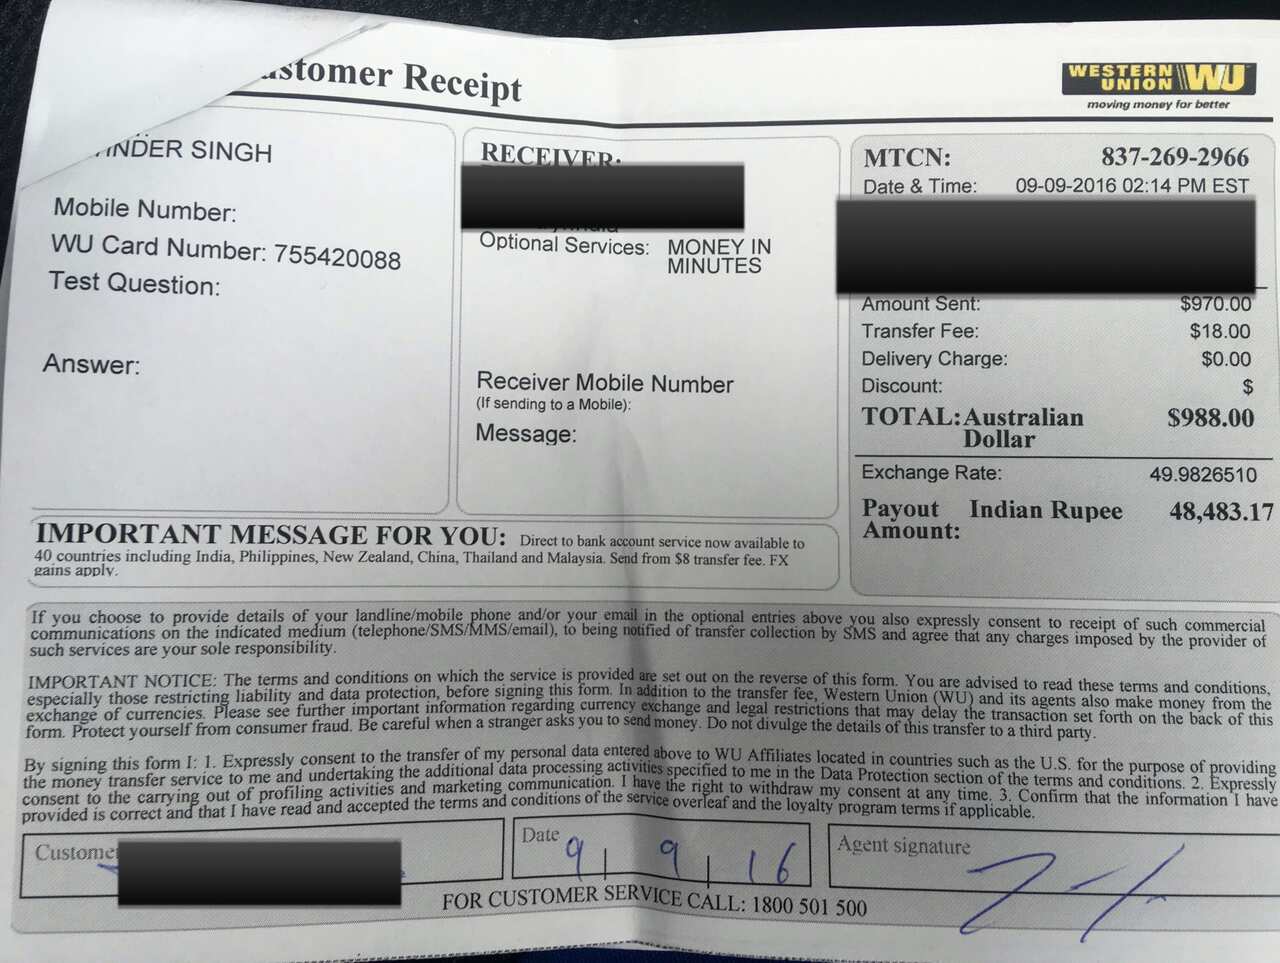 Customer Receipt
WESTERN UNION WU
moving money for better
SINGH
Mobile Number:
WU Card Number: 755420088
Test Question:
Answer:
RECEIVER:
Optional Services: MONEY IN
MINUTES
Receiver Mobile Number
(If sending to a Mobile):
Message:
MTCN: 837-269-2966
Date & Time: 09-09-2016 02:14 PM EST
Amount Sent: $970.00
Transfer Fee: $18.00
Delivery Charge: $0.00
Discount: $
TOTAL: Australian $988.00
Dollar
Exchange Rate: 49.9826510
Payout Indian Rupee 48,483.17
Amount:
IMPORTANT MESSAGE FOR YOU: Direct to bank account service now available to
40 countries including India, Philippines, New Zealand, China, Thailand and Malaysia. Send from $8 transfer fee. FX
gains apply.
If you choose to provide details of your landline/mobile phone and/or your email in the optional entries above you also expressly consent to receipt of such commercial
communications on the indicated medium (telephone/SMS/MMS/email), to being notified of transfer collection by SMS and agree that any charges imposed by the provider of
such services are your sole responsibility.
IMPORTANT NOTICE: The terms and conditions on which the service is provided are set out on the reverse of this form. You are advised to read these terms and conditions,
especially those restricting liability and data protection, before signing this form. In addition to the transfer fee, Western Union (WU) and its agents also make money from the
exchange of currencies. Please see further important information regarding currency exchange and legal restrictions that may delay the transaction set forth on the back of this
form. Protect yourself from consumer fraud. Be careful when a stranger asks you to send money. Do not divulge the details of this transfer to a third party.
By signing this form I: 1. Expressly consent to the transfer of my personal data entered above to WU Affiliates located in countries such as the U.S. for the purpose of providing
the money transfer service to me and undertaking the additional data processing activities specified to me in the Data Protection section of the terms and conditions. 2. Expressly
consent to the carrying out of profiling activities and marketing communication. I have the right to withdraw my consent at any time. 3. Confirm that the information I have
provided is correct and that I have read and accepted the terms and conditions of the service overleaf and the loyalty program terms if applicable.
Customer
Date 9 9 16
Agent signature
FOR CUSTOMER SERVICE CALL: 1800 501 500